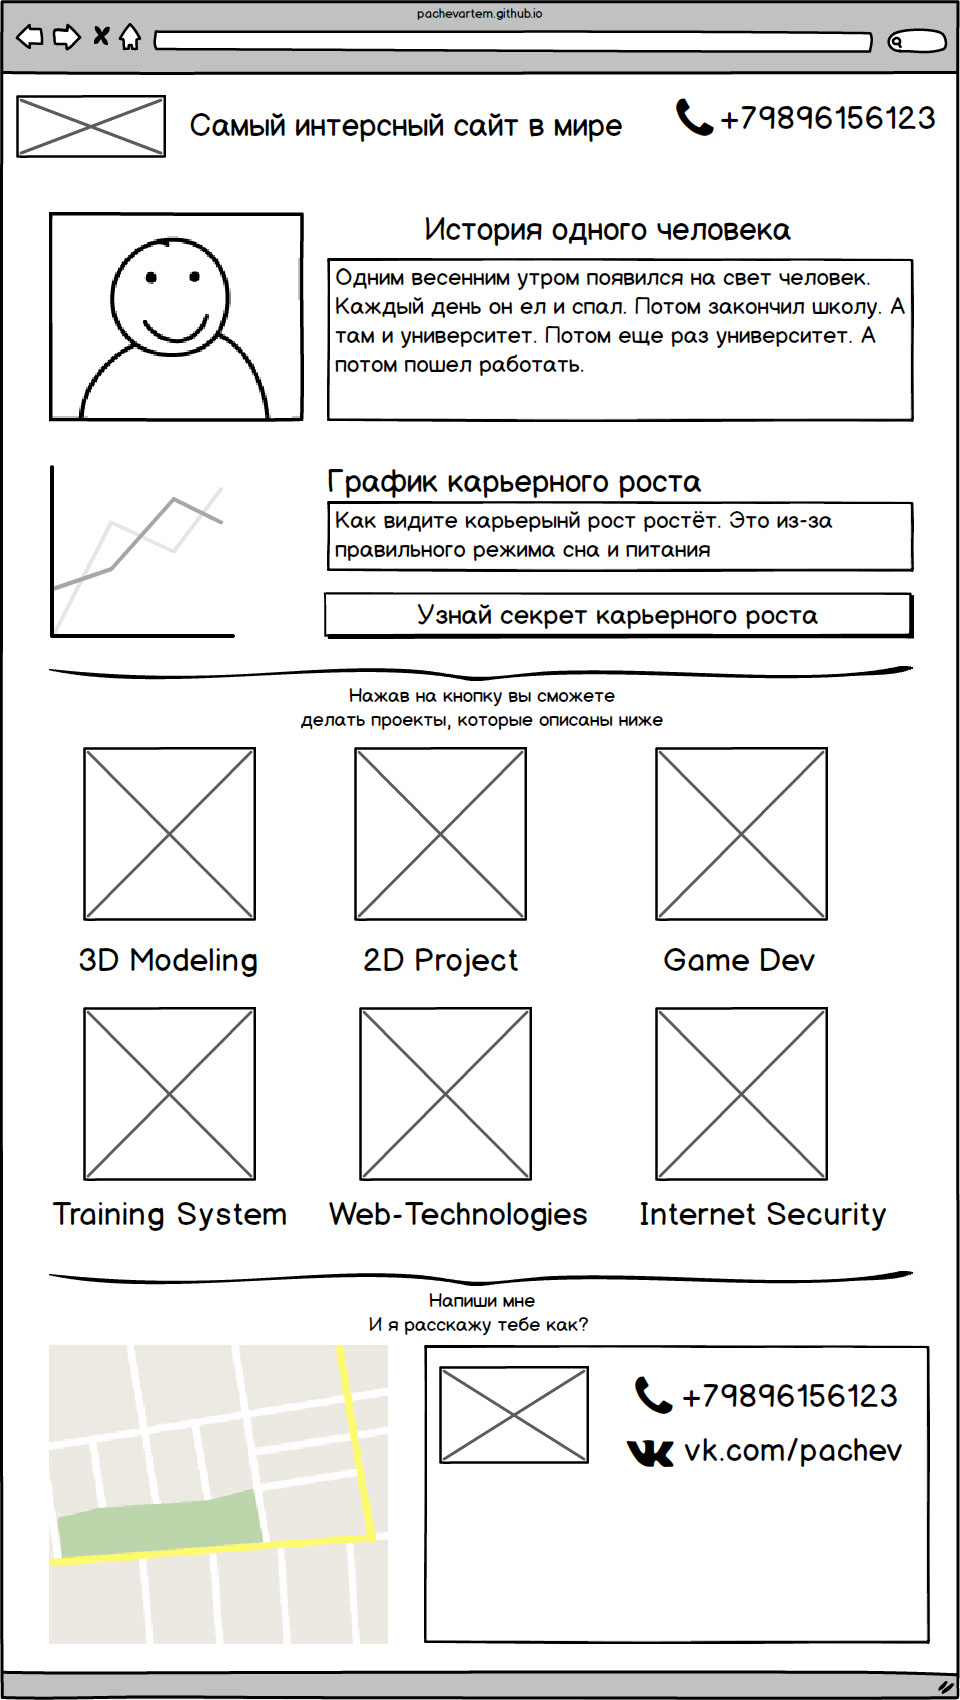 pachevartem.github.io
Самый интерсный сайт в мире
+79896156123
История одного человека
Одним весенним утром появился на свет человек.
Каждый день он ел и спал. Потом закончил школу. А
там и университет. Потом еще раз университет. А
потом пошел работать.
График карьерного роста
Как видите карьерынй рост ростёт. Это из-за
правильного режима сна и питания
Узнай секрет карьерного роста
Нажав на кнопку вы сможете
делать проекты, которые описаны ниже
3D Modeling
2D Project
Game Dev
Training System
Web-Technologies
Internet Security
Напиши мне
И я расскажу тебе как?
+79896156123
vk.com/pachev